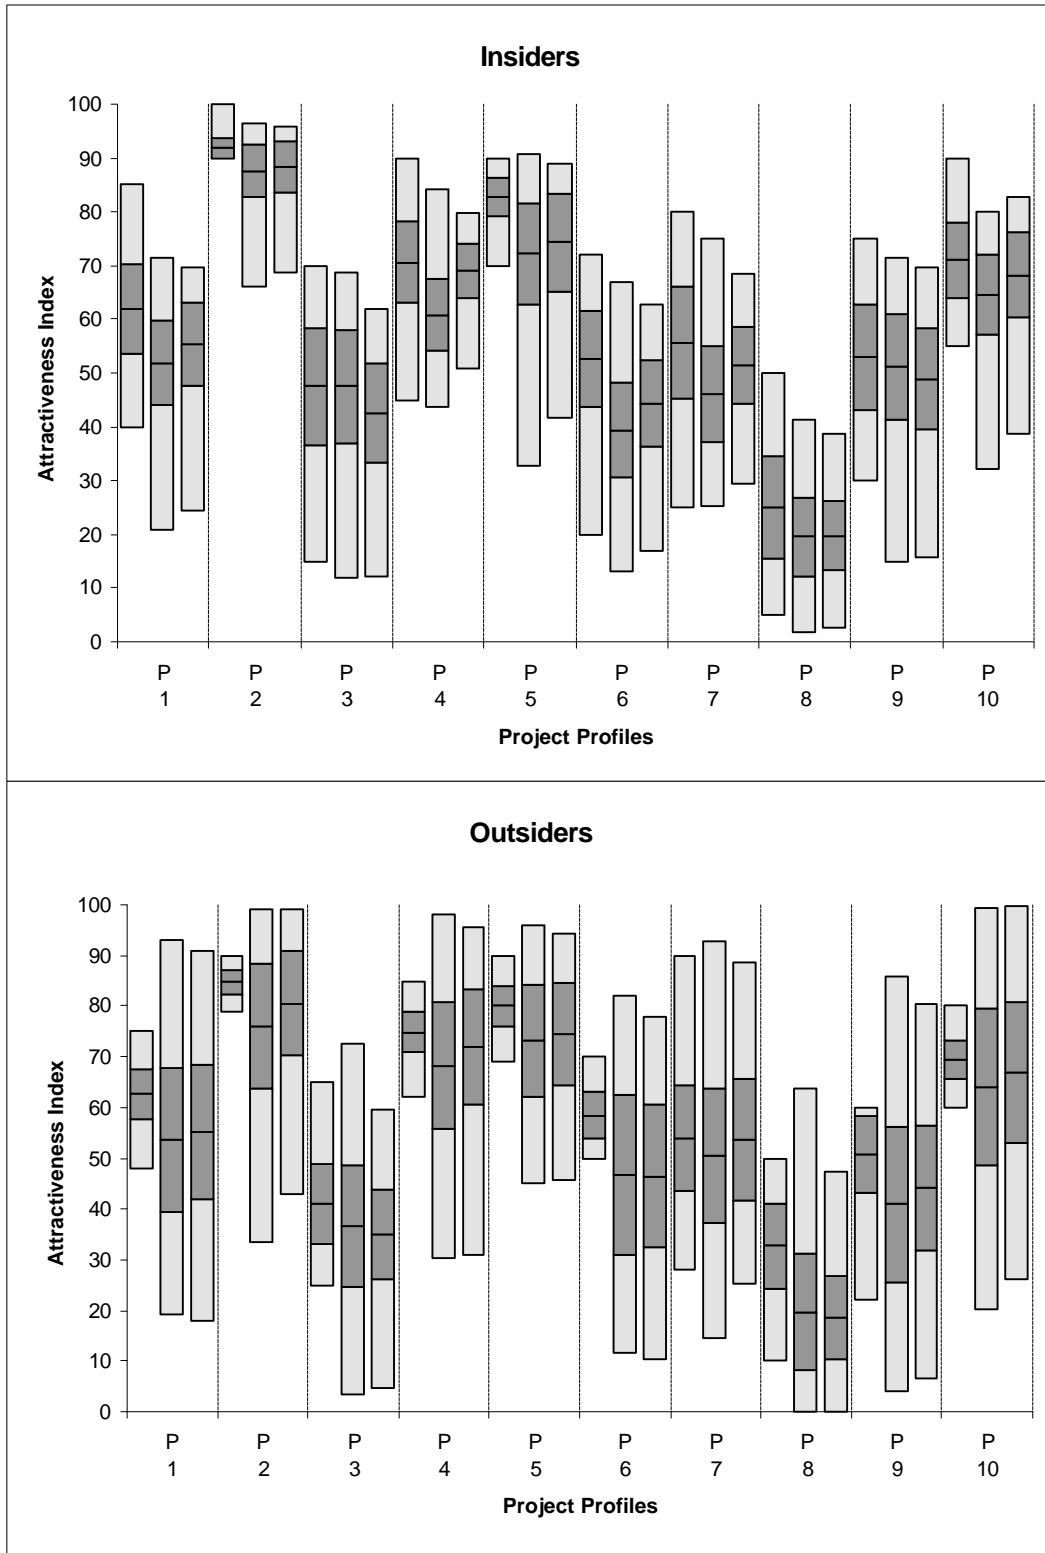 Insiders
100
90
80
70
60
50
40
30
20
10
0
Attractiveness Index
P P P P P P P P P P
1 2 3 4 5 6 7 8 9 10
Project Profiles
Outsiders
100
90
80
70
60
50
40
30
20
10
0
Attractiveness Index
P P P P P P P P P P
1 2 3 4 5 6 7 8 9 10
Project Profiles